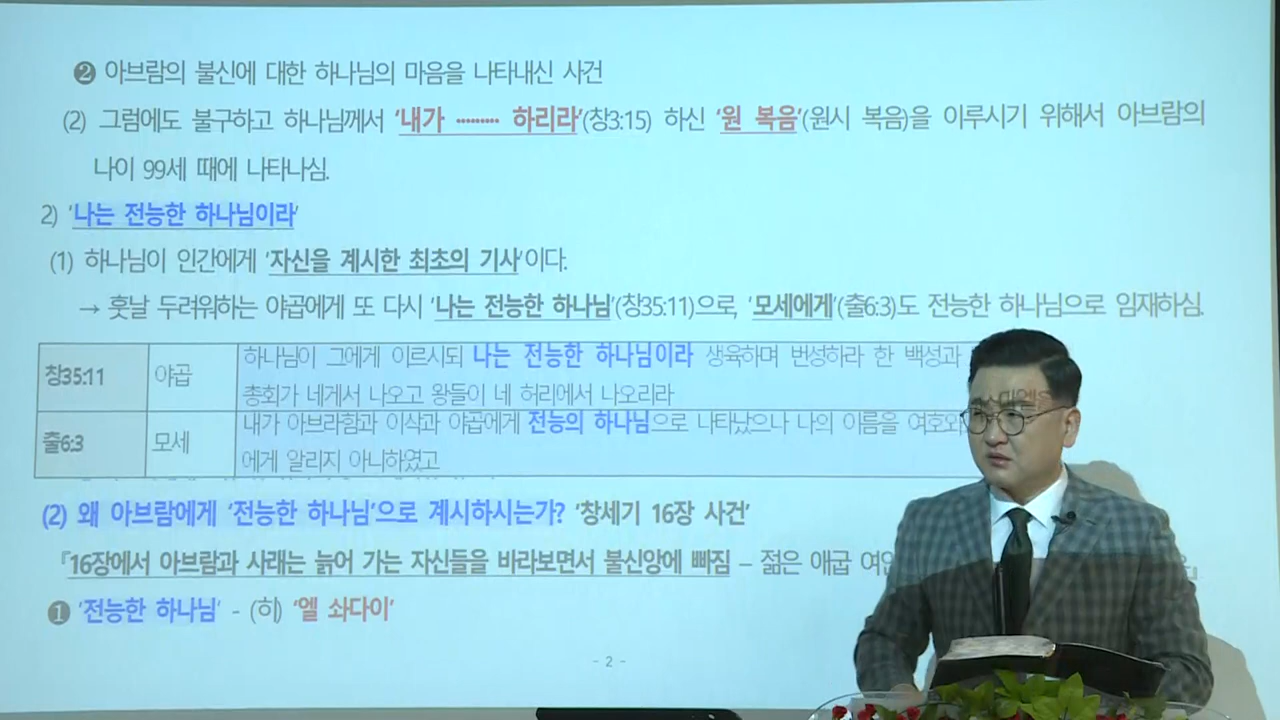 ❷ 아브람의 불신에 대한 하나님의 마음을 나타내신 사건
(2) 그럼에도 불구하고 하나님께서 '내가 ········· 하리라'(창3:15) 하신 '원 복음'(원시 복음)을 이루시기 위해서 아브람의
나이 99세 때에 나타나심.
2) '나는 전능한 하나님이라'
(1) 하나님이 인간에게 '자신을 계시한 최초의 기사'이다.
→ 훗날 두려워하는 야곱에게 또 다시 '나는 전능한 하나님'(창35:11)으로, '모세에게'(출6:3)도 전능한 하나님으로 임재하심.
창35:11 야곱 하나님이 그에게 이르시되 나는 전능한 하나님이라 생육하며 번성하라 한 백성과
총회가 네게서 나오고 왕들이 네 허리에서 나오리라
출6:3 모세 내가 아브라함과 이삭과 야곱에게 전능의 하나님으로 나타났으나 나의 이름을 여호와
에게 알리지 아니하였고
(2) 왜 아브람에게 '전능한 하나님'으로 계시하시는가? '창세기 16장 사건'
『16장에서 아브람과 사래는 늙어 가는 자신들을 바라보면서 불신앙에 빠짐 – 젊은 애굽
❶ '전능한 하나님' - (히) '엘 솨다이'
- 2 -